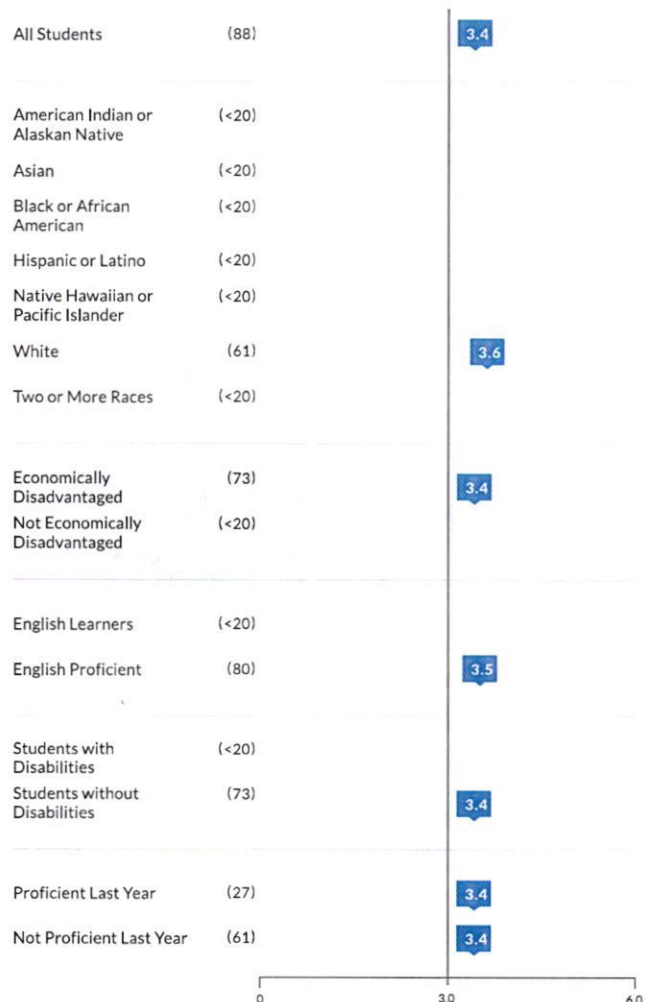 All Students (88) 3.4
American Indian or (<20)
Alaskan Native
Asian (<20)
Black or African (<20)
American
Hispanic or Latino (<20)
Native Hawaiian or (<20)
Pacific Islander
White (61) 3.6
Two or More Races (<20)
Economically (73) 3.4
Disadvantaged
Not Economically (<20)
Disadvantaged
English Learners (<20)
English Proficient (80) 3.5
Students with (<20)
Disabilities
Students without (73) 3.4
Disabilities
Proficient Last Year (27) 3.4
Not Proficient Last Year (61) 3.4
0 3.0 6.0